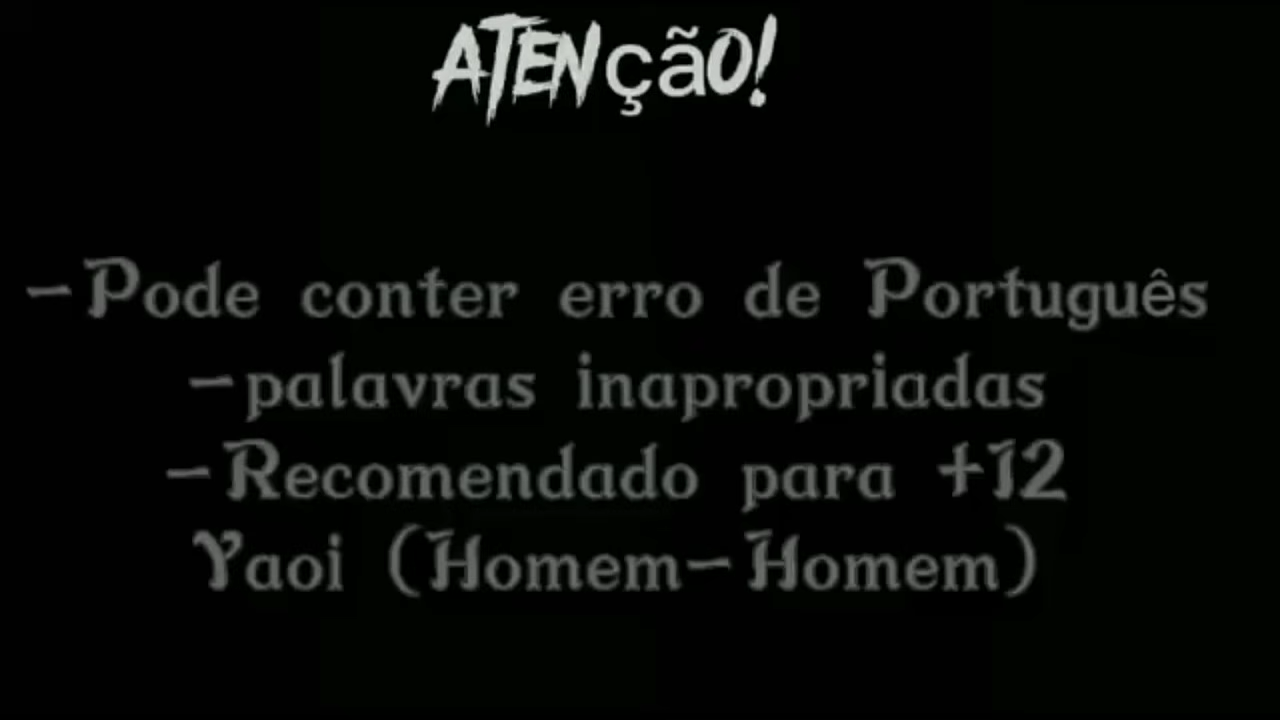 ATENção!
-Pode conter erro de Português
-palavras inapropriadas
-Recomendado para +12
Yaoi (Homem-Homem)